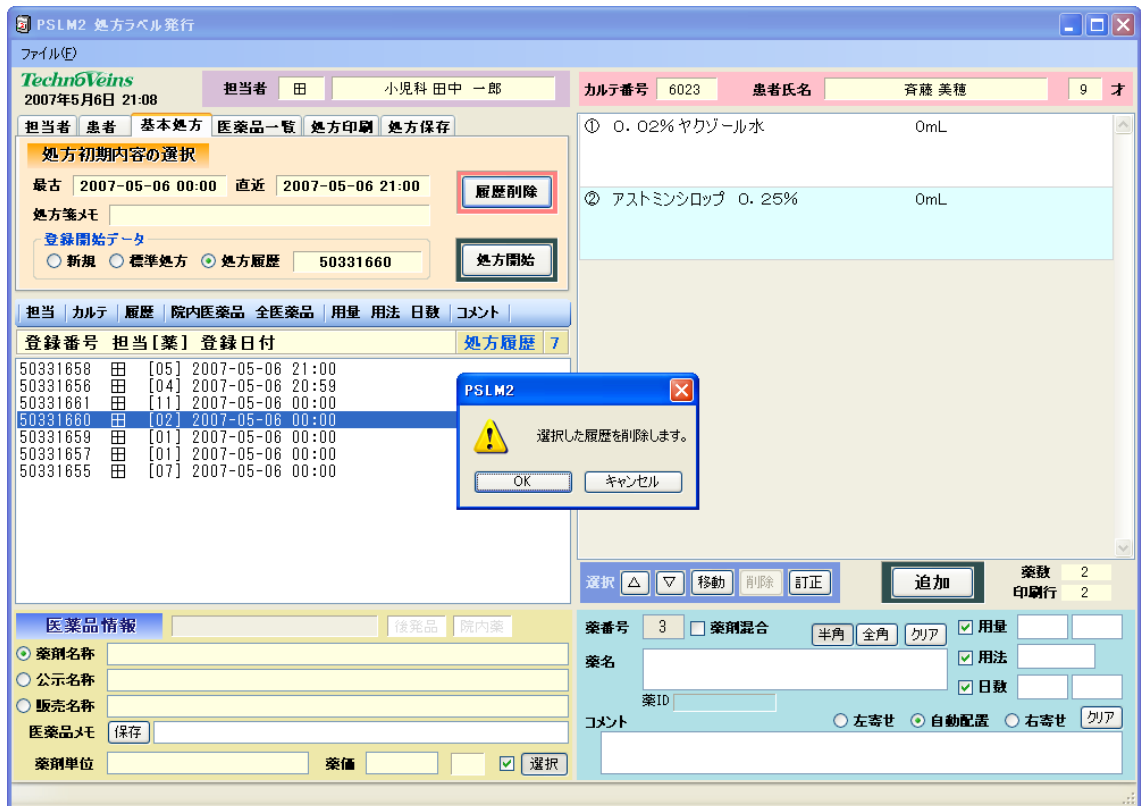 PSLM2 処方ラベル発行
ファイル(F)
TechnoVeins
2007年5月6日 21:08
担当者 田 小児科 田中 一郎
カルテ番号 6023 患者氏名 斉藤 美穂 9 才
担当者 患者 基本処方 医薬品一覧 処方印刷 処方保存
処方初期内容の選択
最古 2007-05-06 00:00 直近 2007-05-06 21:00 履歴削除
処方箋メモ
登録開始データ
新規 標準処方 処方履歴 50331660 処方開始
① 0.02%ヤクゾール水 0mL
② アストミンシロップ 0.25% 0mL
担当 カルテ 履歴 院内医薬品 全医薬品 用量 用法 日数 コメント
登録番号 担当[薬] 登録日付 処方履歴 7
50331658 田 [05] 2007-05-06 21:00
50331656 田 [04] 2007-05-06 20:59
50331661 田 [11] 2007-05-06 00:00
50331660 田 [02] 2007-05-06 00:00
50331659 田 [01] 2007-05-06 00:00
50331657 田 [01] 2007-05-06 00:00
50331655 田 [07] 2007-05-06 00:00
PSLM2
選択した履歴を削除します。
OK キャンセル
選択 △ ▽ 移動 削除 訂正 追加 薬数 2
印刷行 2
医薬品情報 後発品 院内薬
薬剤名称
公示名称
販売名称
医薬品メモ 保存
薬剤単位 薬価 選択
薬番号 3 薬剤混合 半角 全角 クリア 用量
薬名 用法
日数
薬ID
コメント 左寄せ 自動配置 右寄せ クリア